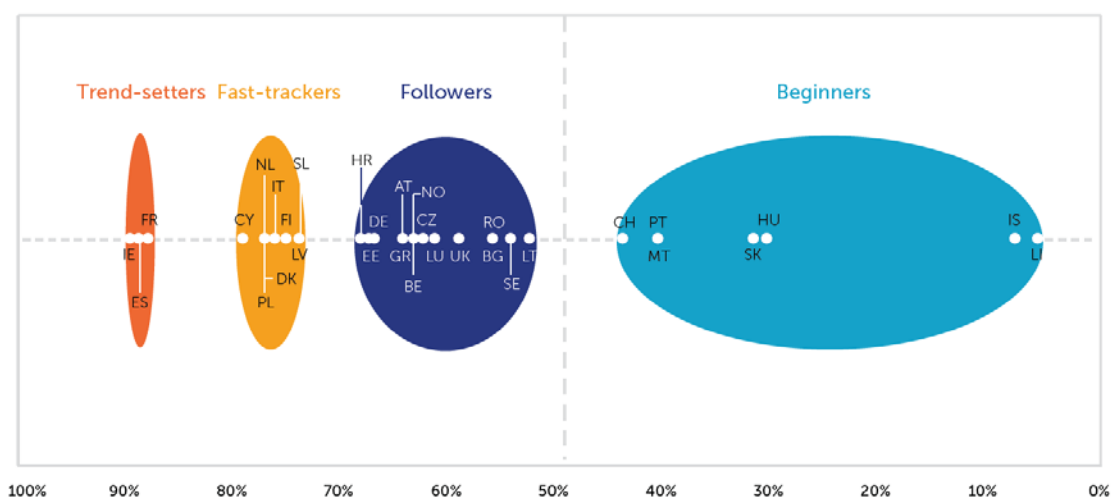 Trend-setters Fast-trackers Followers Beginners
HR NL SL
IT AT NO
FR CY FI DE CZ RO CH PT HU IS
IE LV EE GR LU UK BG LT MT SK LI
DK BE SE
ES PL
100% 90% 80% 70% 60% 50% 40% 30% 20% 10% 0%